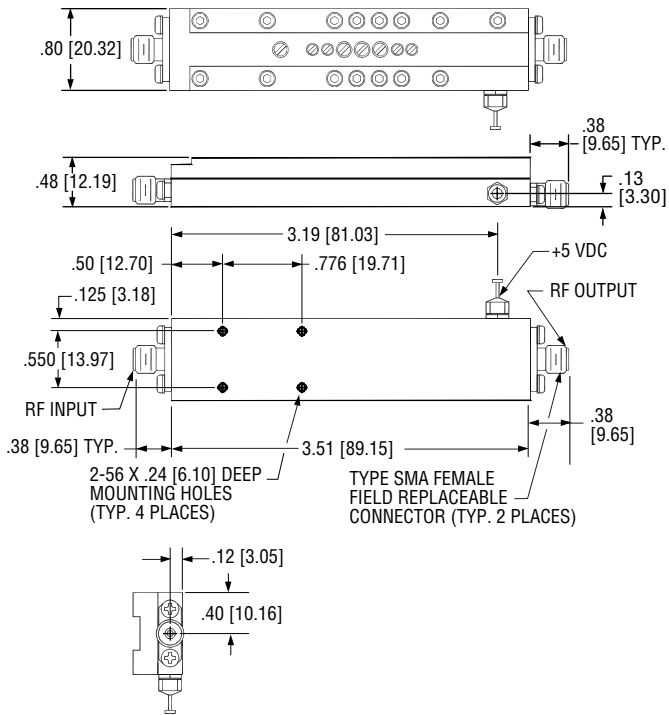 .80 [20.32]
.38
[9.65] TYP.
.48 [12.19]
.13
[3.30]
3.19 [81.03]
+5 VDC
.50 [12.70]
.776 [19.71]
RF OUTPUT
.125 [3.18]
.550 [13.97]
RF INPUT
.38
[9.65]
.38 [9.65] TYP.
3.51 [89.15]
2-56 X .24 [6.10] DEEP
MOUNTING HOLES
(TYP. 4 PLACES)
TYPE SMA FEMALE
FIELD REPLACEABLE
CONNECTOR (TYP. 2 PLACES)
.12 [3.05]
.40 [10.16]